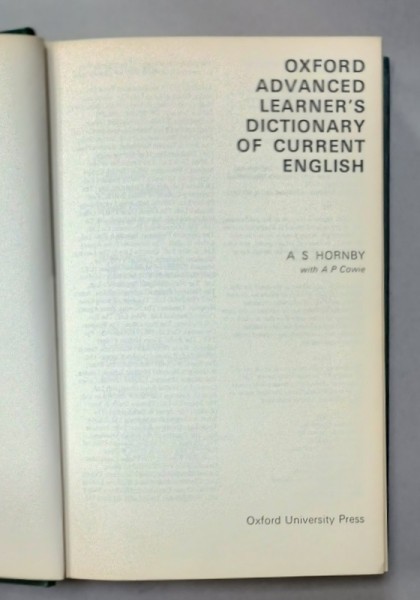 OXFORD
ADVANCED
LEARNER'S
DICTIONARY
OF CURRENT
ENGLISH
A S HORNBY
with A P Cowie
Oxford University Press